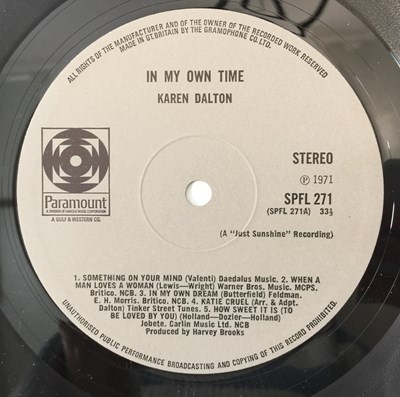 ALL RIGHTS OF THE MANUFACTURER AND OF THE OWNER OF THE RECORDED WORK RESERVED
MADE IN GT.BRITAIN BY THE GRAMOPHONE CO.LTD.
IN MY OWN TIME
KAREN DALTON
Paramount
A DIVISION OF FAMOUS MUSIC CORPORATION
A GULF & WESTERN CO.
STEREO
Ⓟ 1971
SPFL 271
(SPFL 271A) 33⅓
(A "Just Sunshine" Recording)
1. SOMETHING ON YOUR MIND (Valenti) Daedalus Music. 2. WHEN A
MAN LOVES A WOMAN (Lewis—Wright) Warner Bros. Music. MCPS,
Britico. NCB. 3. IN MY OWN DREAM (Butterfield) Feldman.
E. H. Morris. Britico. NCB. 4. KATIE CRUEL (Arr. & Adpt.
Dalton) Tinker Street Tunes. 5. HOW SWEET IT IS (TO
BE LOVED BY YOU) (Holland—Dozier—Holland)
Jobete. Carlin Music Ltd. NCB
Produced by Harvey Brooks
UNAUTHORISED PUBLIC PERFORMANCE BROADCASTING AND COPYING OF THIS RECORD PROHIBITED